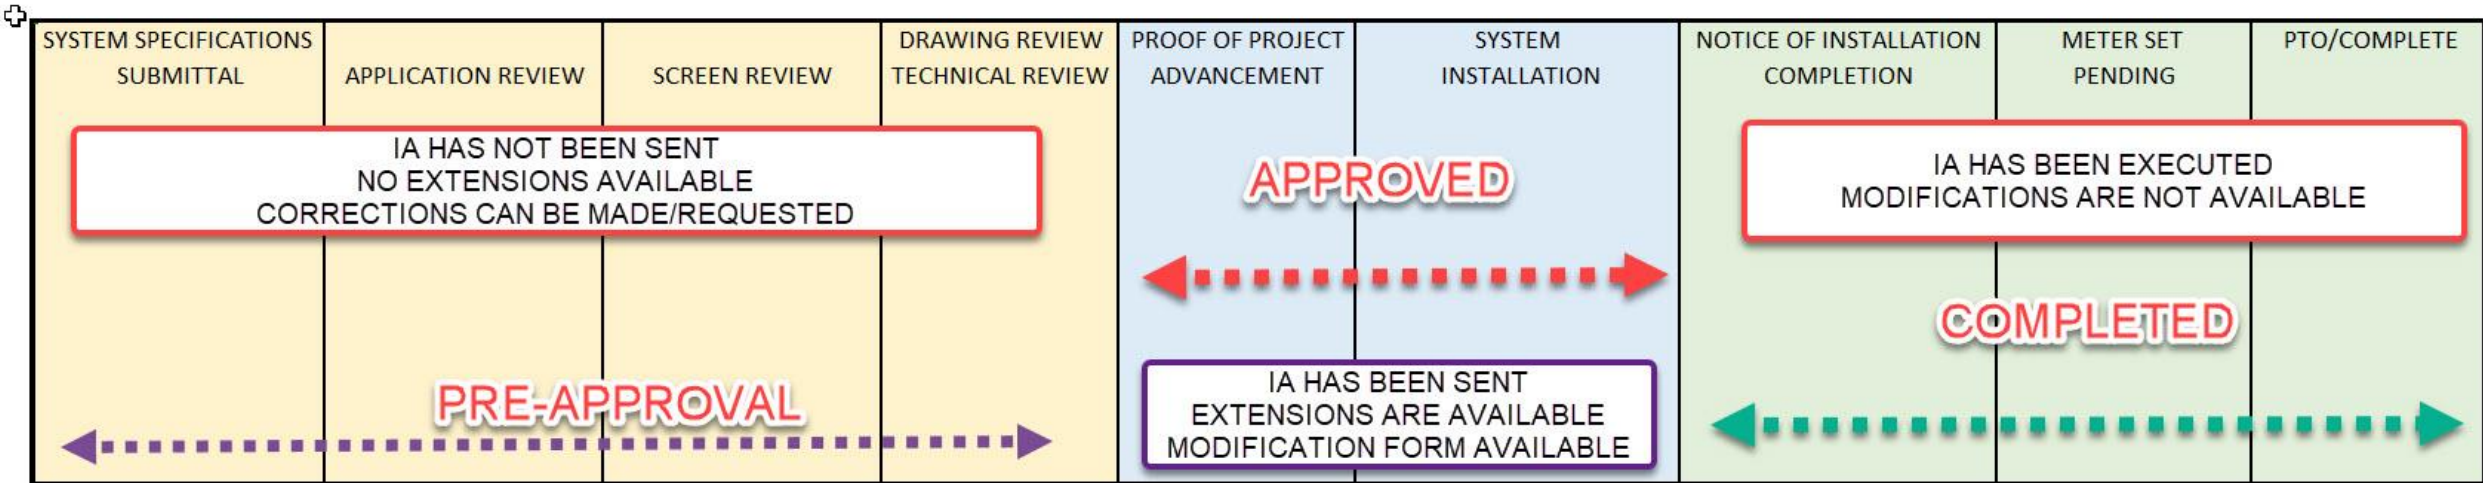 SYSTEM SPECIFICATIONS
SUBMITTAL
APPLICATION REVIEW
SCREEN REVIEW
DRAWING REVIEW
TECHNICAL REVIEW
PROOF OF PROJECT
ADVANCEMENT
SYSTEM
INSTALLATION
NOTICE OF INSTALLATION
COMPLETION
METER SET
PENDING
PTO/COMPLETE
IA HAS NOT BEEN SENT
NO EXTENSIONS AVAILABLE
CORRECTIONS CAN BE MADE/REQUESTED
PRE-APPROVAL
APPROVED
IA HAS BEEN SENT
EXTENSIONS ARE AVAILABLE
MODIFICATION FORM AVAILABLE
IA HAS BEEN EXECUTED
MODIFICATIONS ARE NOT AVAILABLE
COMPLETED